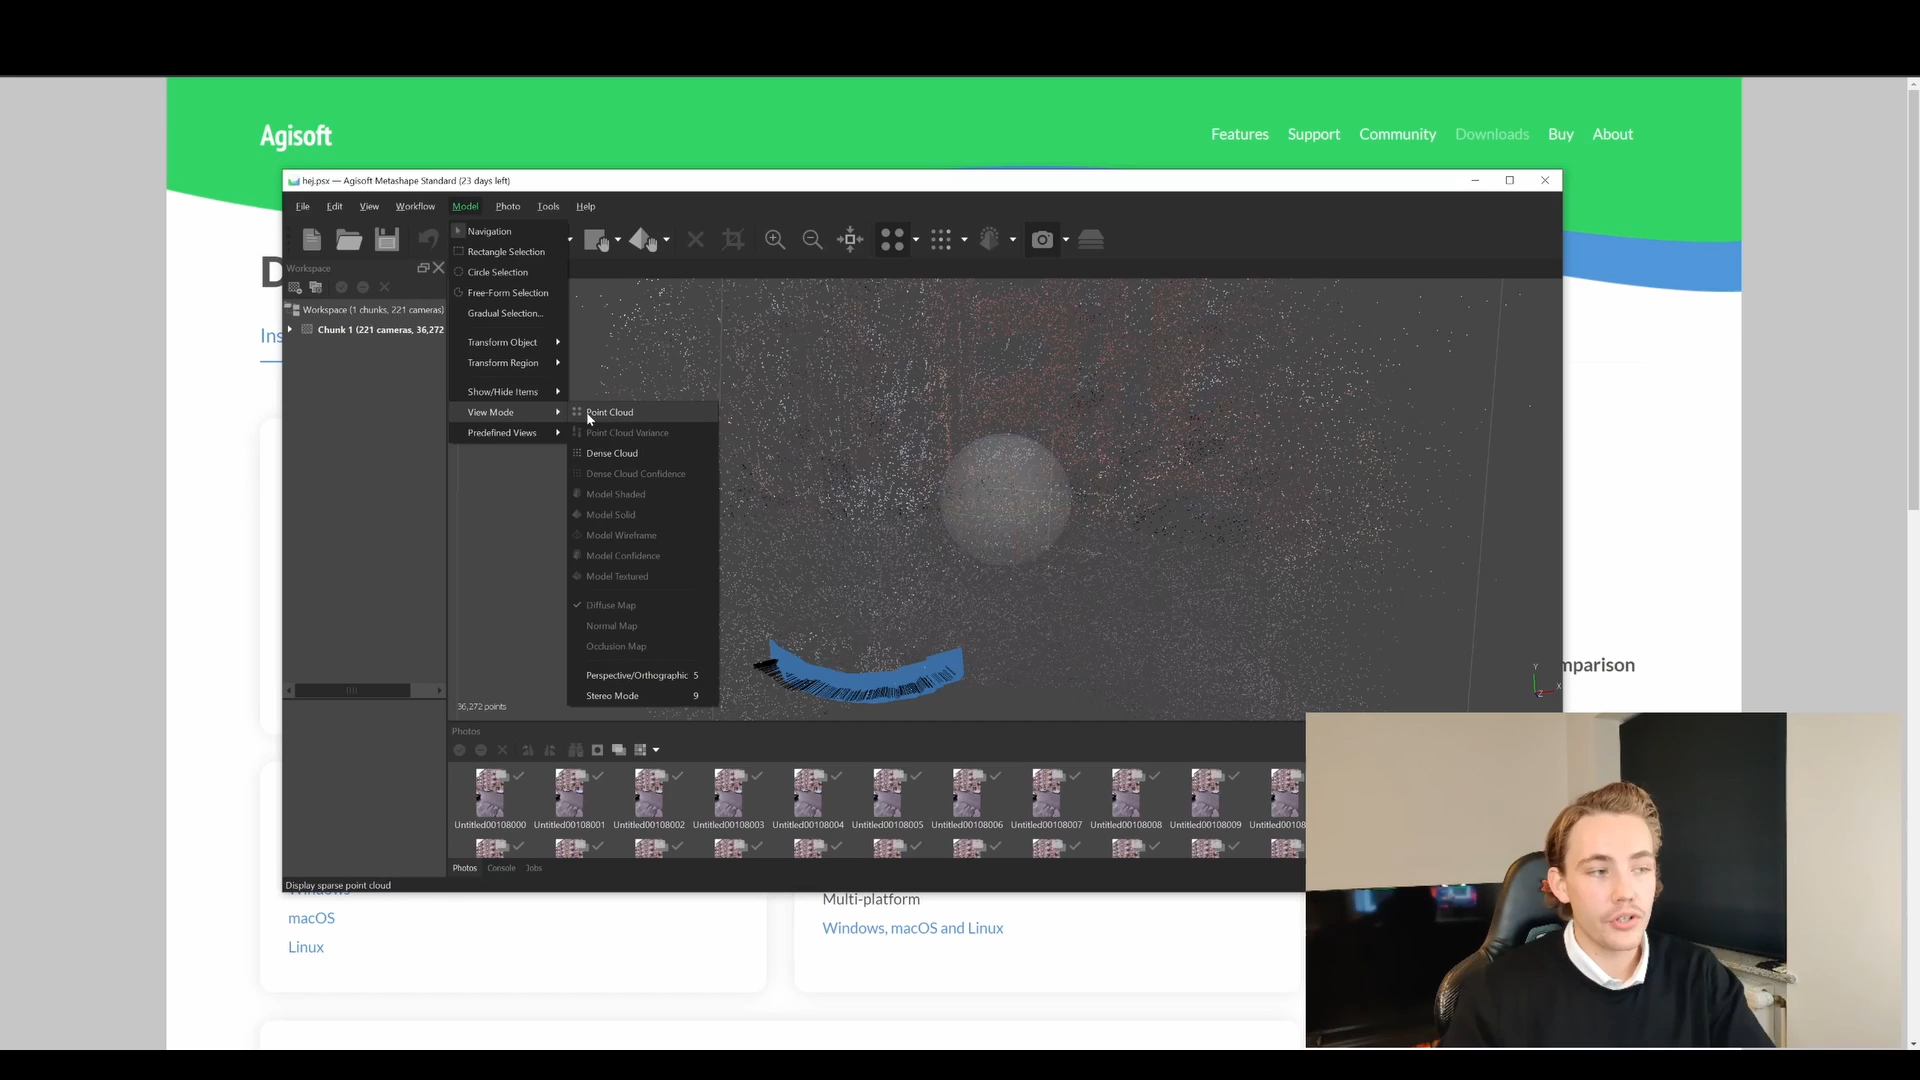 Agisoft
Features Support Community Downloads Buy About
hej.psx — Agisoft Metashape Standard (23 days left)
File Edit View Workflow Model Photo Tools Help
Workspace
Workspace (1 chunks, 221 cameras)
Chunk 1 (221 cameras, 36,272
Navigation
Rectangle Selection
Circle Selection
Free-Form Selection
Gradual Selection...
Transform Object
Transform Region
Show/Hide Items
View Mode
Predefined Views
Point Cloud
Point Cloud Variance
Dense Cloud
Dense Cloud Confidence
Model Shaded
Model Solid
Model Wireframe
Model Confidence
Model Textured
Diffuse Map
Normal Map
Occlusion Map
Perspective/Orthographic 5
Stereo Mode 9
D
Ins
mparison
Y
X
Z
36,272 points
Photos
Untitled00108000 Untitled00108001 Untitled00108002 Untitled00108003 Untitled00108004 Untitled00108005 Untitled00108006 Untitled00108007 Untitled00108008 Untitled00108009 Untitled00108
Photos Console Jobs
Display sparse point cloud
Windows
macOS
Linux
Multi-platform
Windows, macOS and Linux